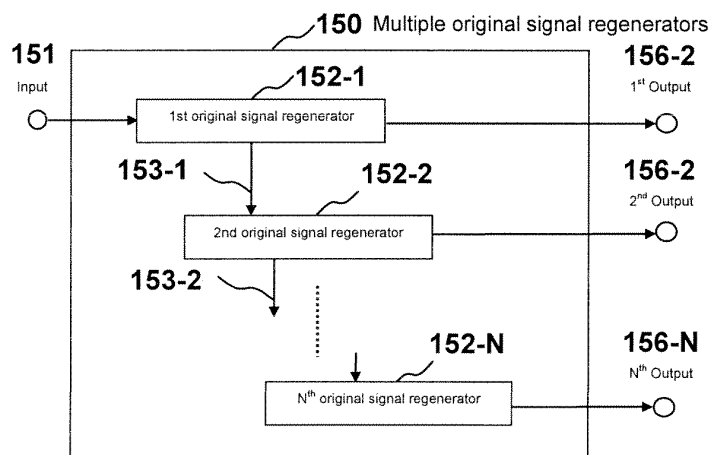 150 Multiple original signal regenerators
151
Input
152-1
156-2
1st Output
1st original signal regenerator
153-1
152-2
156-2
2nd Output
2nd original signal regenerator
153-2
152-N
156-N
Nth Output
Nth original signal regenerator